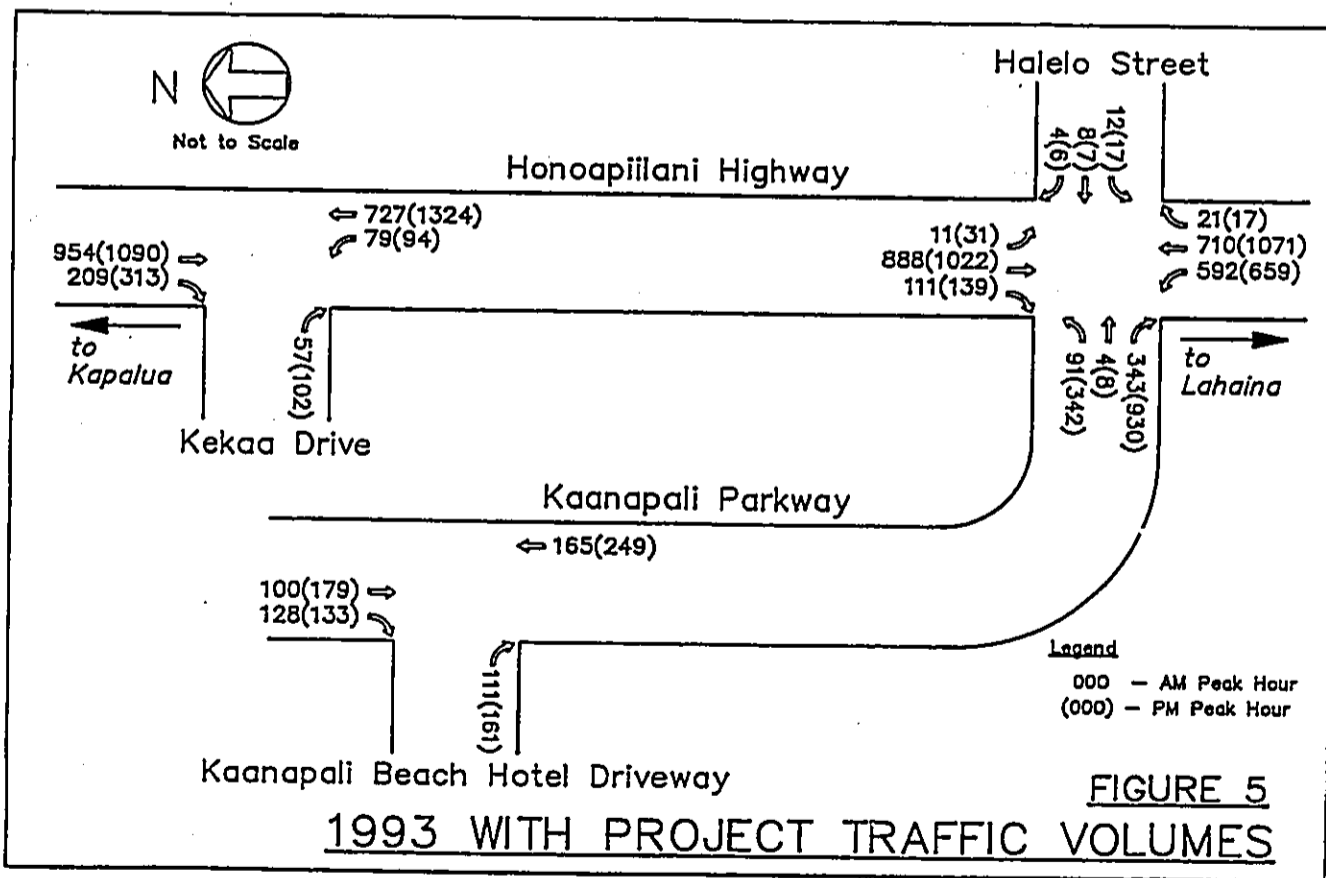 N
Not to Scale
Halelo Street
12(17)
8(7)
4(6)
Honoapiilani Highway
727(1324)
79(94)
954(1090)
209(313)
11(31)
888(1022)
111(139)
21(17)
710(1071)
592(659)
to
Kapalua
57(102)
91(342)
4(8)
343(930)
to
Lahaina
Kekaa Drive
Kaanapali Parkway
165(249)
100(179)
128(133)
111(161)
Legend
000 – AM Peak Hour
(000) – PM Peak Hour
Kaanapali Beach Hotel Driveway
FIGURE 5
1993 WITH PROJECT TRAFFIC VOLUMES